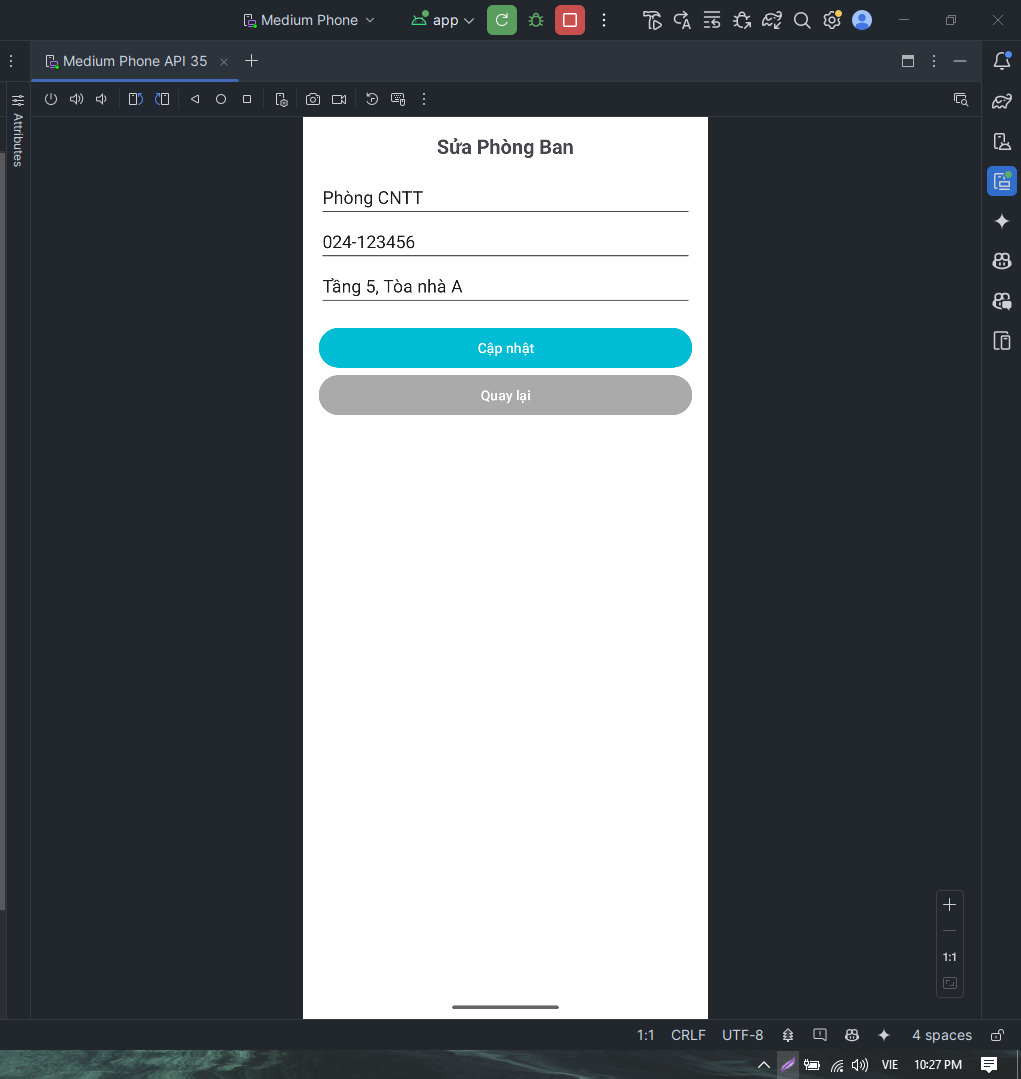 Medium Phone
app
Medium Phone API 35
Attributes
Sửa Phòng Ban
Phòng CNTT
024-123456
Tầng 5, Tòa nhà A
Cập nhật
Quay lại
1:1
1:1 CRLF UTF-8 4 spaces
VIE 10:27 PM